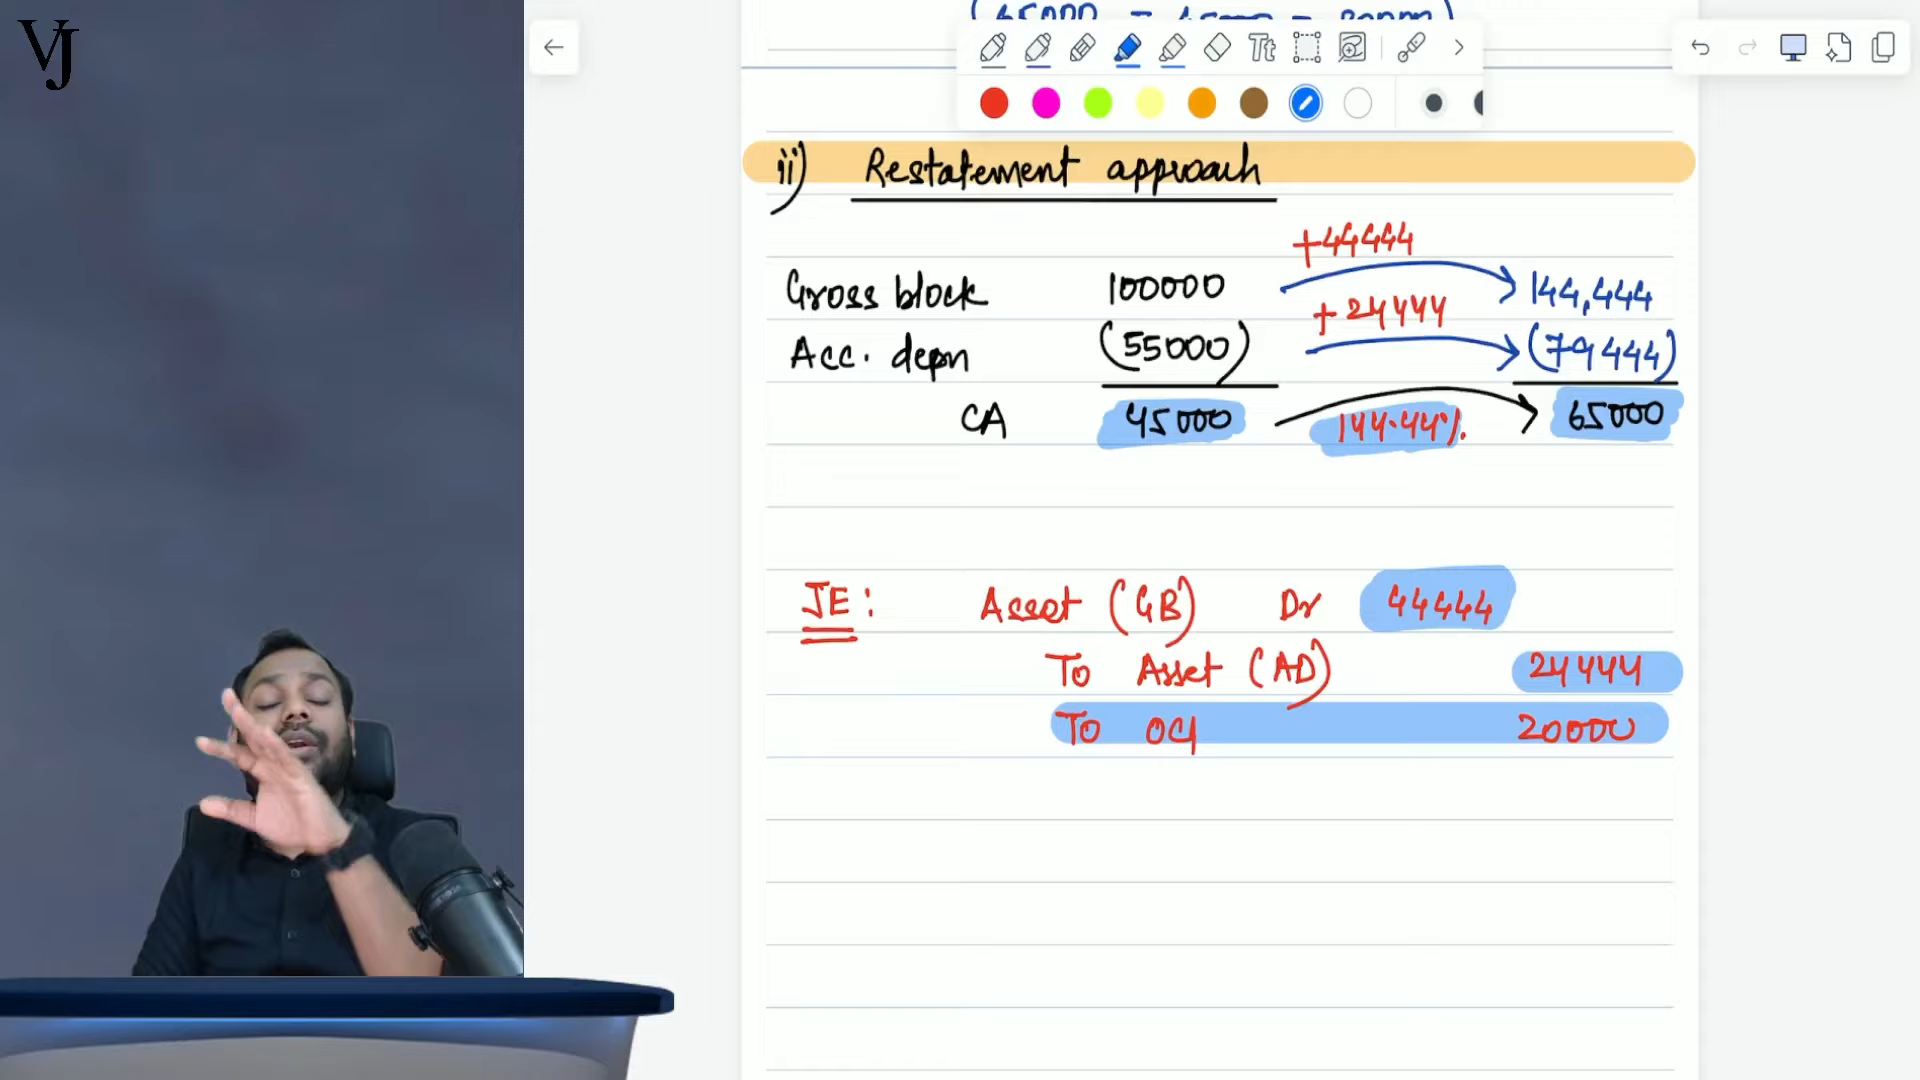 VJ
Tt
ii) Restatement approach
+44444
Gross block 100000 144,444
+24444
Acc. depn (55000) (79444)
CA 45000 144.44% 65000
JE: Asset (GB) Dr 44444
To Asset (AD) 24444
To OCI 20000